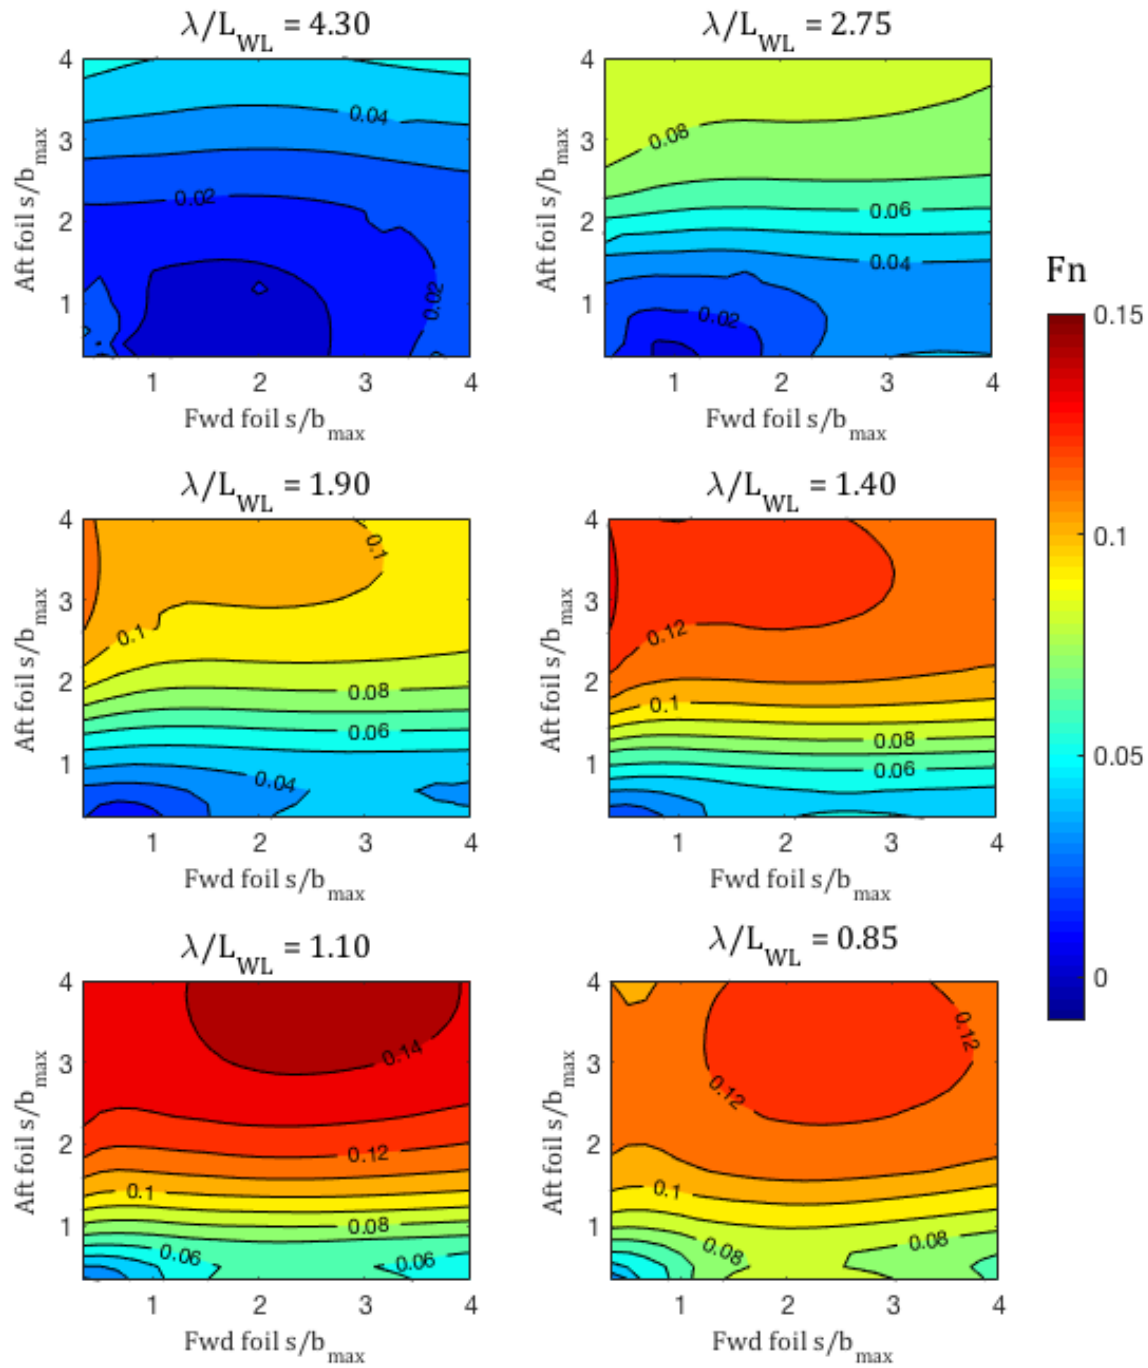 λ/L_WL = 4.30
4
3
2
1
Aft foil s/b_max
0.04
0.02
0.02
1 2 3 4
Fwd foil s/b_max
λ/L_WL = 2.75
4
3
2
1
Aft foil s/b_max
0.08
0.06
0.04
0.02
1 2 3 4
Fwd foil s/b_max
Fn
0.15
0.1
0.05
0
λ/L_WL = 1.90
4
3
2
1
Aft foil s/b_max
0.1
0.1
0.08
0.06
0.04
1 2 3 4
Fwd foil s/b_max
λ/L_WL = 1.40
4
3
2
1
Aft foil s/b_max
0.12
0.1
0.08
0.06
1 2 3 4
Fwd foil s/b_max
λ/L_WL = 1.10
4
3
2
1
Aft foil s/b_max
0.14
0.12
0.1
0.08
0.06
0.06
1 2 3 4
Fwd foil s/b_max
λ/L_WL = 0.85
4
3
2
1
Aft foil s/b_max
0.12
0.12
0.1
0.08
0.08
1 2 3 4
Fwd foil s/b_max